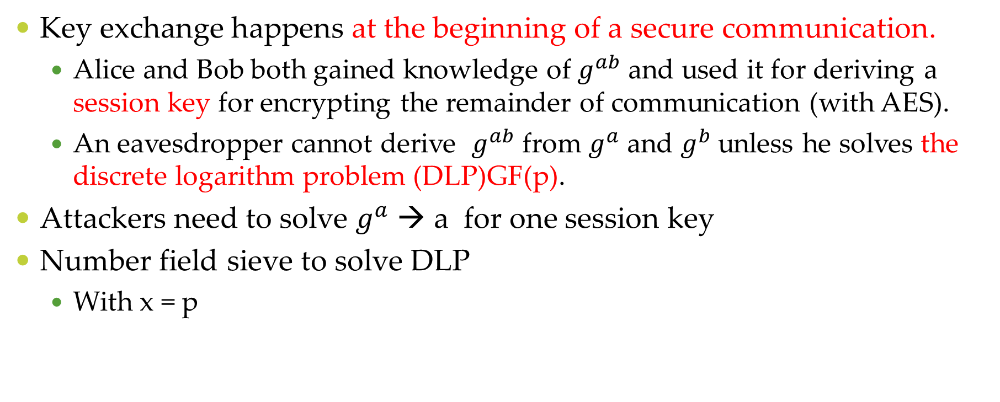 • Key exchange happens at the beginning of a secure communication.
• Alice and Bob both gained knowledge of g^{ab} and used it for deriving a
session key for encrypting the remainder of communication (with AES).
• An eavesdropper cannot derive g^{ab} from g^{a} and g^{b} unless he solves the
discrete logarithm problem (DLP)GF(p).
• Attackers need to solve g^{a} → a for one session key
• Number field sieve to solve DLP
• With x = p